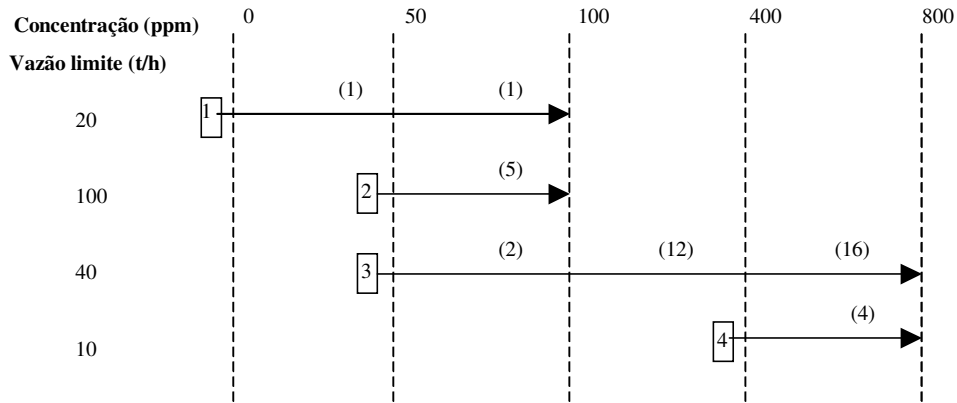 Concentração (ppm) 0 50 100 400 800
Vazão limite (t/h)
20 1 (1) (1)
100 2 (5)
40 3 (2) (12) (16)
10 4 (4)